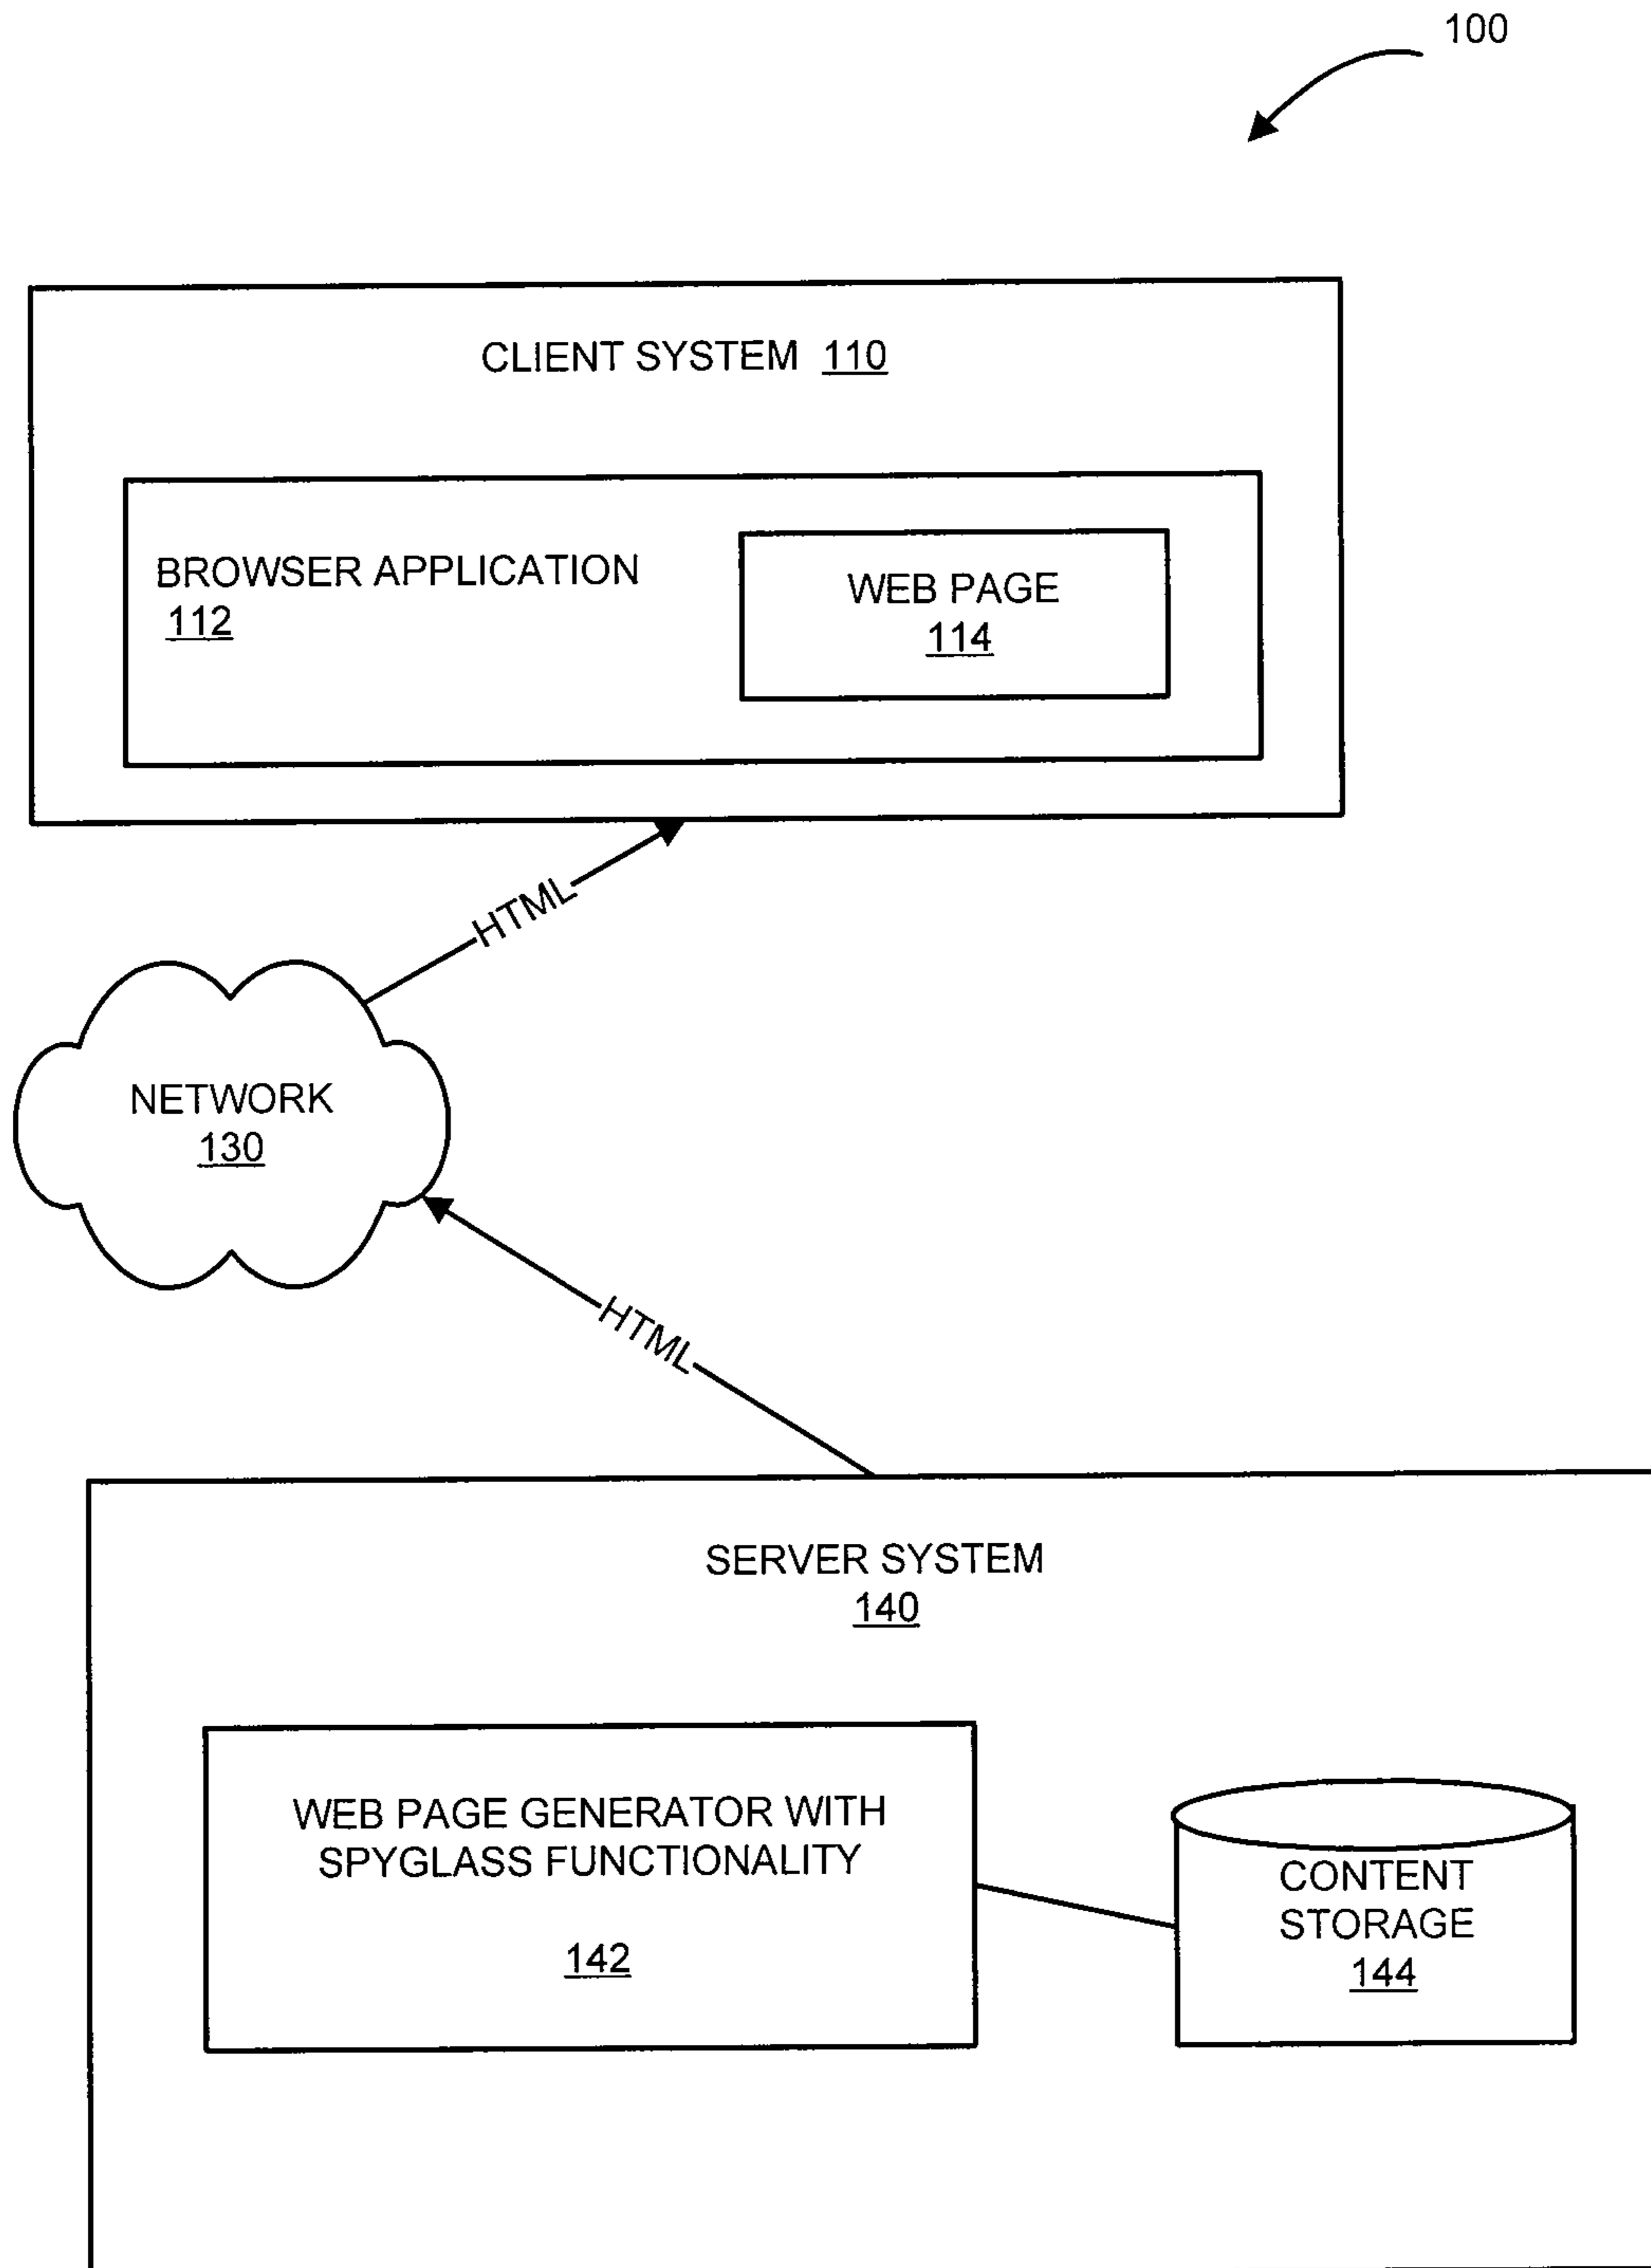 100
CLIENT SYSTEM 110
BROWSER APPLICATION
112
WEB PAGE
114
HTML
NETWORK
130
HTML
SERVER SYSTEM
140
WEB PAGE GENERATOR WITH
SPYGLASS FUNCTIONALITY
142
CONTENT
STORAGE
144